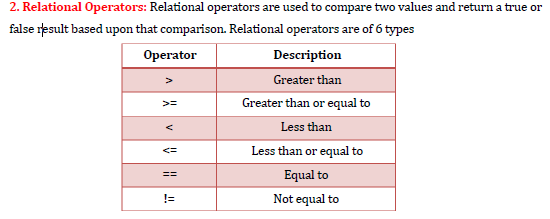 2. Relational Operators: Relational operators are used to compare two values and return a true or
false result based upon that comparison. Relational operators are of 6 types
Operator Description
> Greater than
>= Greater than or equal to
< Less than
<= Less than or equal to
== Equal to
!= Not equal to